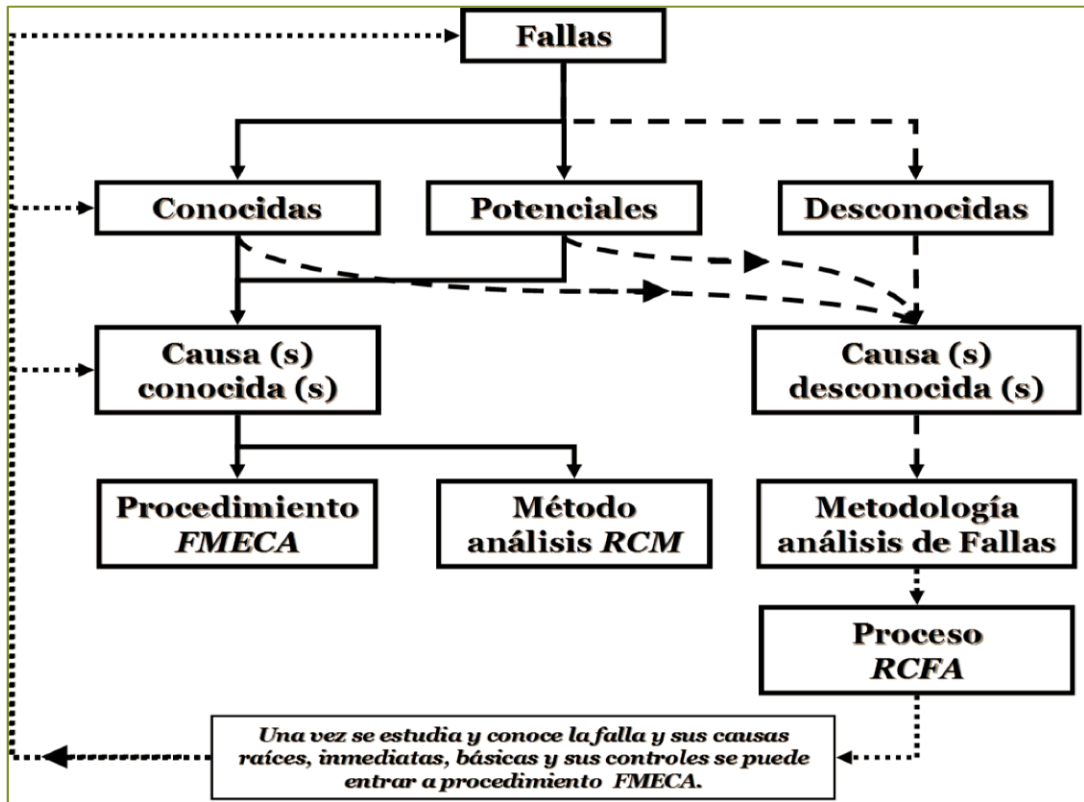 Fallas
Conocidas
Potenciales
Desconocidas
Causa (s)
conocida (s)
Causa (s)
desconocida (s)
Procedimiento
FMECA
Método
análisis RCM
Metodología
análisis de Fallas
Proceso
RCFA
Una vez se estudia y conoce la falla y sus causas
raíces, inmediatas, básicas y sus controles se puede
entrar a procedimiento FMECA.